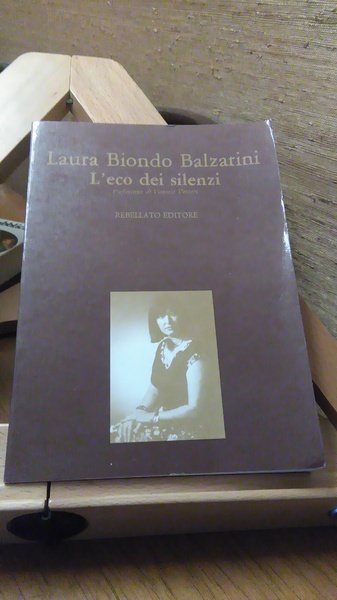 Laura Biondo Balzarini
L'eco dei silenzi
Prefazione di
REBELLATO EDITORE